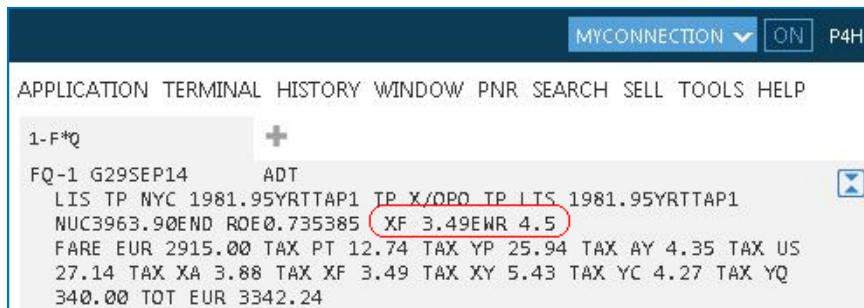 MYCONNECTION ON P4H
APPLICATION TERMINAL HISTORY WINDOW PNR SEARCH SELL TOOLS HELP
1-F*Q
FQ-1 G29SEP14 ADT
LIS TP NYC 1981.95YRTTAP1 TP X/OPO TP LIS 1981.95YRTTAP1
NUC3963.90END ROE0.735385 XF 3.49EWR 4.5
FARE EUR 2915.00 TAX PT 12.74 TAX YP 25.94 TAX AY 4.35 TAX US
27.14 TAX XA 3.88 TAX XF 3.49 TAX XY 5.43 TAX YC 4.27 TAX YQ
340.00 TOT EUR 3342.24